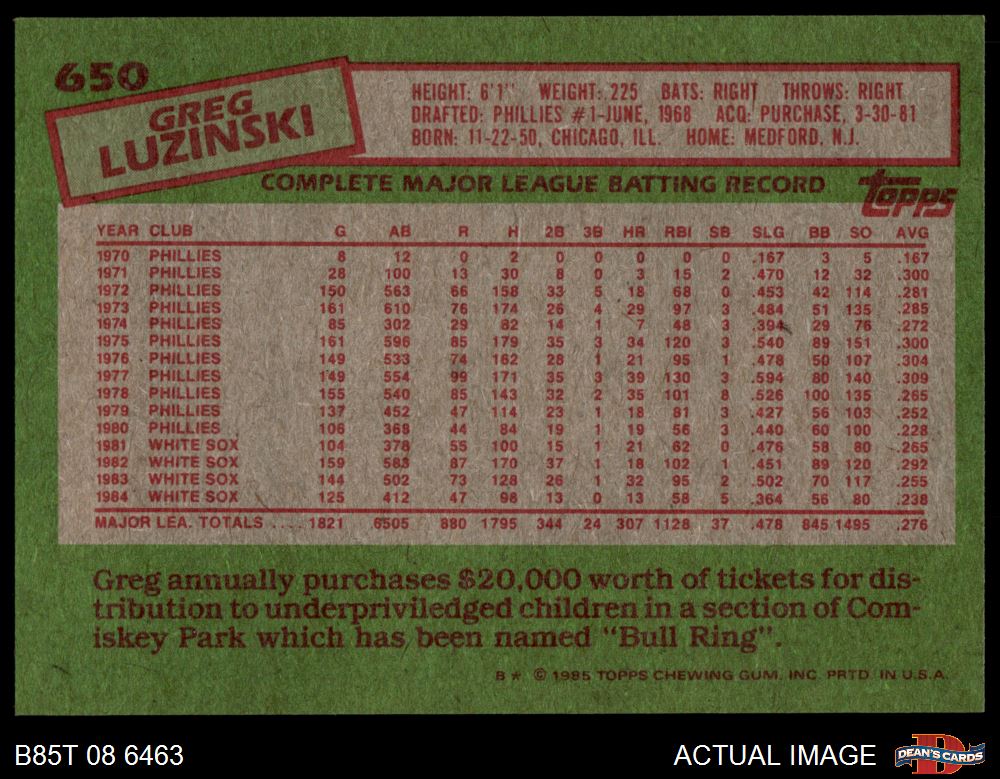 650
GREG
LUZINSKI
HEIGHT: 6'1" WEIGHT: 225 BATS: RIGHT THROWS: RIGHT
DRAFTED: PHILLIES #1-JUNE, 1968 ACQ: PURCHASE, 3-30-81
BORN: 11-22-50, CHICAGO, ILL. HOME: MEDFORD, N.J.
COMPLETE MAJOR LEAGUE BATTING RECORD
Topps
YEAR CLUB G AB R H 2B 3B HR RBI SB SLG BB SO AVG
1970 PHILLIES 8 12 0 2 0 0 0 0 0 .167 3 5 .167
1971 PHILLIES 28 100 13 30 8 0 3 15 2 .470 12 32 .300
1972 PHILLIES 150 563 66 158 33 5 18 68 0 .453 42 114 .281
1973 PHILLIES 161 610 76 174 26 4 29 97 3 .484 51 135 .285
1974 PHILLIES 85 302 29 82 14 1 7 48 3 .394 29 76 .272
1975 PHILLIES 161 596 85 179 35 3 34 120 3 .540 89 151 .300
1976 PHILLIES 149 533 74 162 28 1 21 95 1 .478 50 107 .304
1977 PHILLIES 149 554 99 171 35 3 39 130 3 .594 80 140 .309
1978 PHILLIES 155 540 85 143 32 2 35 101 8 .526 100 135 .265
1979 PHILLIES 137 452 47 114 23 1 18 81 3 .427 56 103 .252
1980 PHILLIES 106 368 44 84 19 1 19 56 3 .440 60 100 .228
1981 WHITE SOX 104 378 55 100 15 1 21 62 0 .476 58 80 .265
1982 WHITE SOX 159 583 87 170 37 1 18 102 1 .451 89 120 .292
1983 WHITE SOX 144 502 73 128 26 1 32 95 2 .502 70 117 .255
1984 WHITE SOX 125 412 47 98 13 0 13 58 5 .364 56 80 .238
MAJOR LEA. TOTALS .... 1821 6505 880 1795 344 24 307 1128 37 .478 845 1495 .276
Greg annually purchases $20,000 worth of tickets for dis-
tribution to underpriviledged children in a section of Com-
iskey Park which has been named "Bull Ring".
B* © 1985 TOPPS CHEWING GUM, INC. PRTD. IN U.S.A.
B85T 08 6463
ACTUAL IMAGE
DEAN'S CARDS